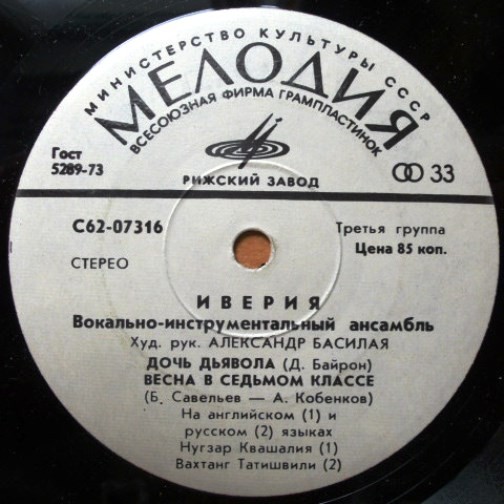 МИНИСТЕРСТВО КУЛЬТУРЫ СССР
МЕЛОДИЯ
ВСЕСОЮЗНАЯ ФИРМА ГРАМПЛАСТИНОК
Гост
5289-73
РИЖСКИЙ ЗАВОД
33
С62-07316
Третья группа
Цена 85 коп.
СТЕРЕО
ИВЕРИЯ
Вокально-инструментальный ансамбль
Худ. рук. АЛЕКСАНДР БАСИЛАЯ
ДОЧЬ ДЬЯВОЛА (Д. Байрон)
ВЕСНА В СЕДЬМОМ КЛАССЕ
(Б. Савельев — А. Кобенков)
На английском (1) и
русском (2) языках
Нугзар Квашалия (1)
Вахтанг Татишвили (2)